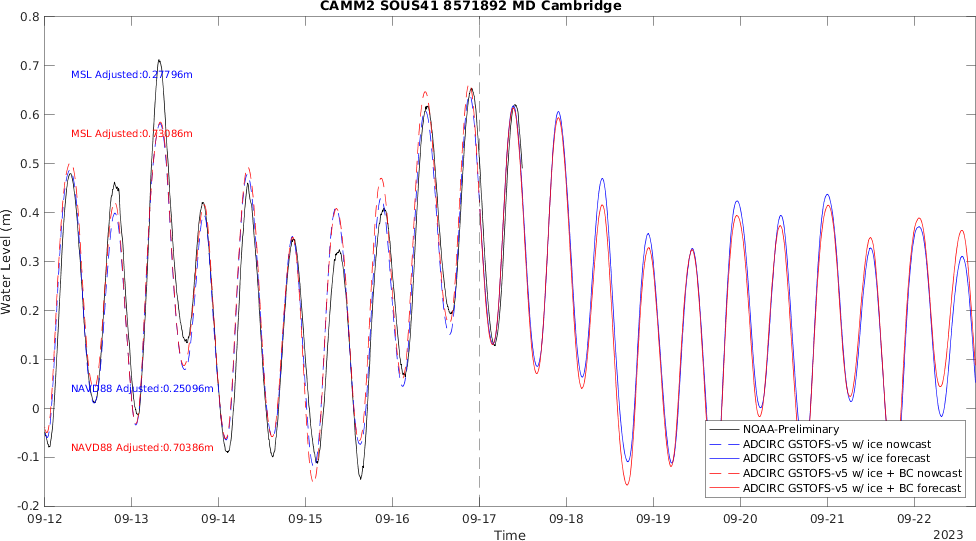 CAMM2 SOUS41 8571892 MD Cambridge
0.8
0.7
0.6
0.5
0.4
0.3
0.2
0.1
0
-0.1
-0.2
Water Level (m)
MSL Adjusted:0.27796m
MSL Adjusted:0.73086m
NAVD88 Adjusted:0.25096m
NAVD88 Adjusted:0.70386m
NOAA-Preliminary
ADCIRC GSTOFS-v5 w/ ice nowcast
ADCIRC GSTOFS-v5 w/ ice forecast
ADCIRC GSTOFS-v5 w/ ice + BC nowcast
ADCIRC GSTOFS-v5 w/ ice + BC forecast
09-12 09-13 09-14 09-15 09-16 09-17 09-18 09-19 09-20 09-21 09-22
Time
2023